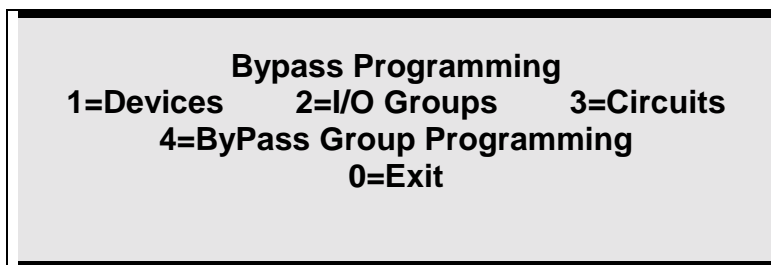 Bypass Programming
1=Devices 2=I/O Groups 3=Circuits
4=ByPass Group Programming
0=Exit